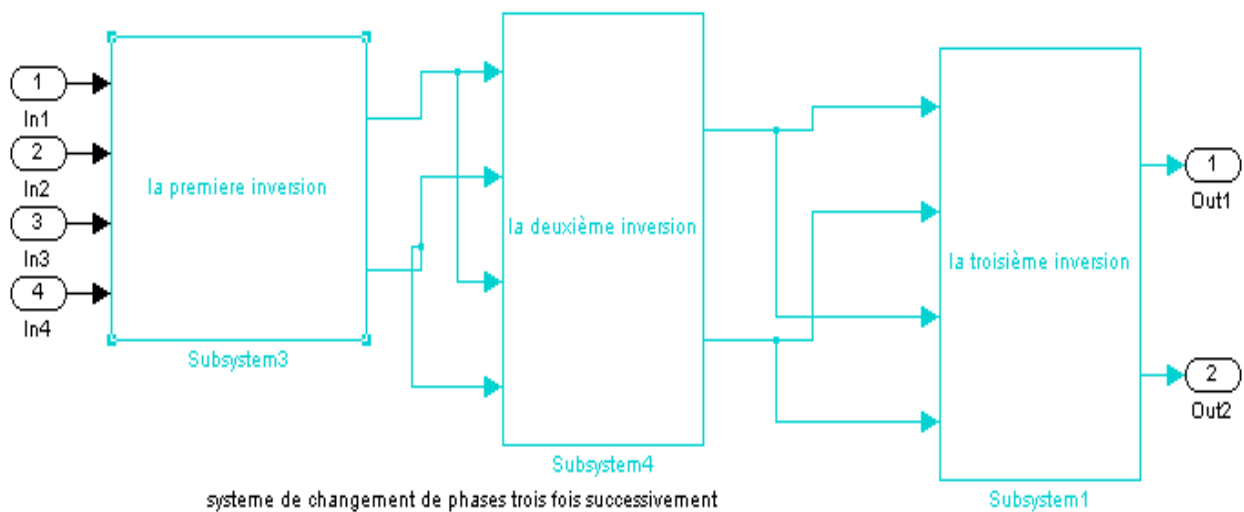 1
In1
2
In2
3
In3
4
In4
la premiere inversion
Subsystem3
la deuxième inversion
Subsystem4
la troisième inversion
Subsystem1
1
Out1
2
Out2
systeme de changement de phases trois fois successivement